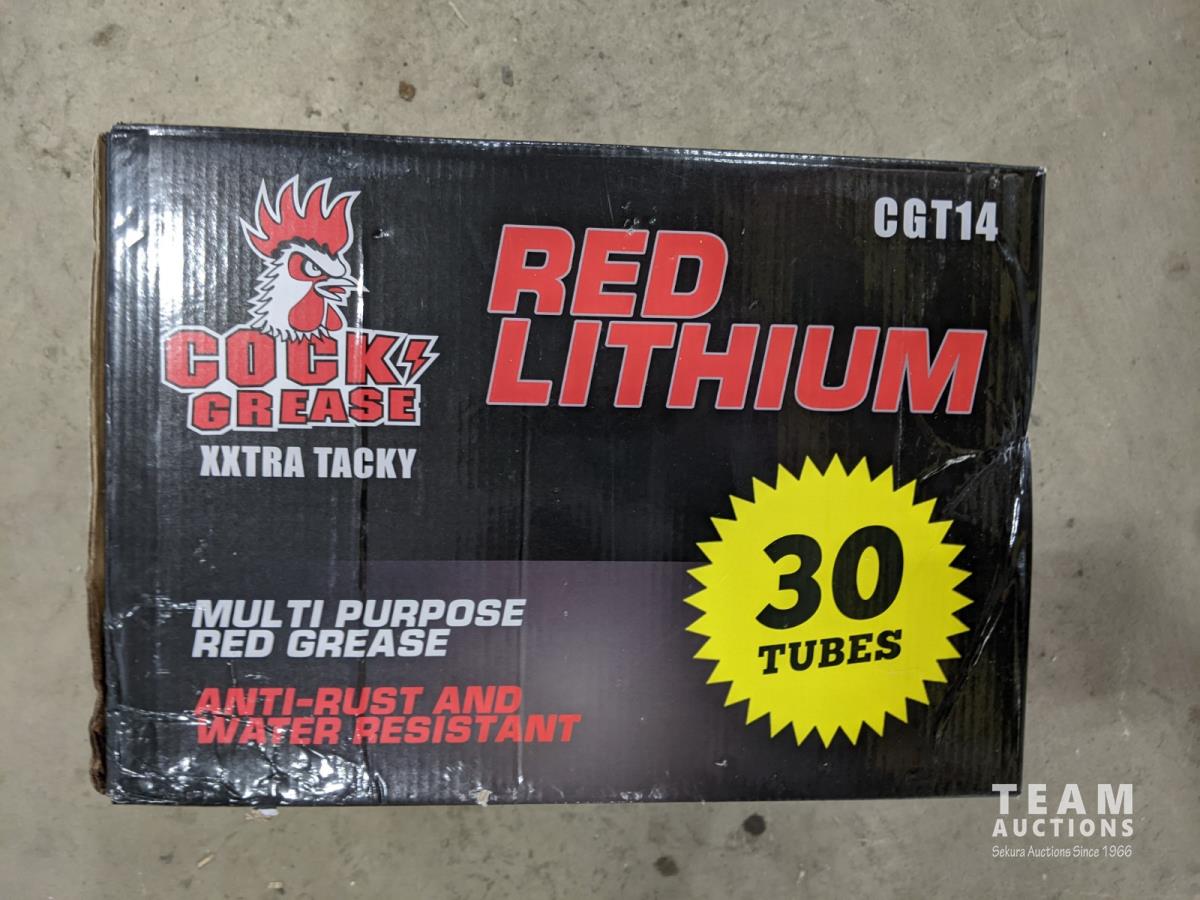 CGT14
RED
LITHIUM
COCK
GREASE
XXTRA TACKY
30
TUBES
MULTI PURPOSE
RED GREASE
ANTI-RUST AND
WATER RESISTANT
TEAM
AUCTIONS
Sekura Auctions Since 1966